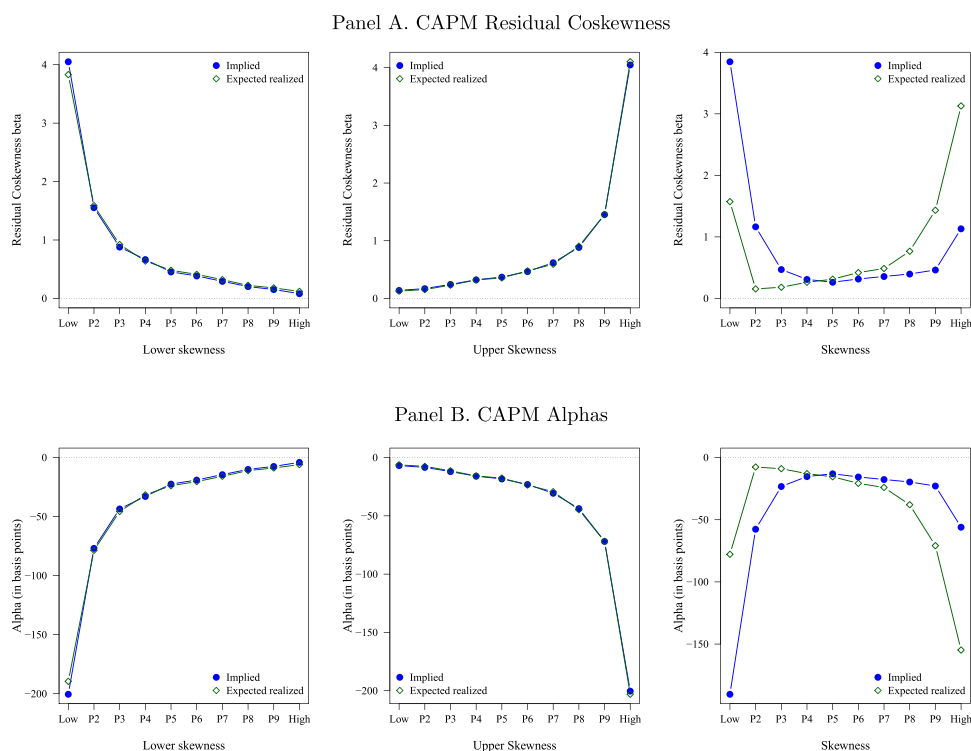 Panel A. CAPM Residual Coskewness
Residual Coskewness beta
4
3
2
1
0
Implied
Expected realized
Low P2 P3 P4 P5 P6 P7 P8 P9 High
Lower skewness
Residual Coskewness beta
4
3
2
1
0
Implied
Expected realized
Low P2 P3 P4 P5 P6 P7 P8 P9 High
Upper Skewness
Residual Coskewness beta
4
3
2
1
0
Implied
Expected realized
Low P2 P3 P4 P5 P6 P7 P8 P9 High
Skewness
Panel B. CAPM Alphas
Alpha (in basis points)
0
−50
−100
−150
−200
Implied
Expected realized
Low P2 P3 P4 P5 P6 P7 P8 P9 High
Lower skewness
Alpha (in basis points)
0
−50
−100
−150
−200
Implied
Expected realized
Low P2 P3 P4 P5 P6 P7 P8 P9 High
Upper Skewness
Alpha (in basis points)
0
−50
−100
−150
Implied
Expected realized
Low P2 P3 P4 P5 P6 P7 P8 P9 High
Skewness